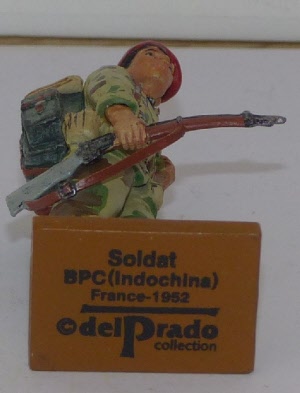 Soldat
BPC(Indochina)
France-1952
©delPrado
collection